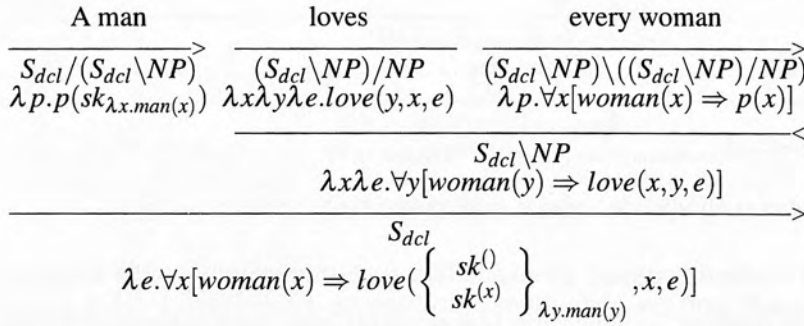 A man loves every woman
S_dcl/(S_dcl\NP) (S_dcl\NP)/NP (S_dcl\NP)\((S_dcl\NP)/NP)
λp.p(sk_λx.man(x)) λxλyλe.love(y,x,e) λp.∀x[woman(x) ⇒ p(x)]
<
S_dcl\NP
λxλe.∀y[woman(y) ⇒ love(x,y,e)]
>
S_dcl
λe.∀x[woman(x) ⇒ love({ sk^() sk^(x) }_λy.man(y) ,x,e)]